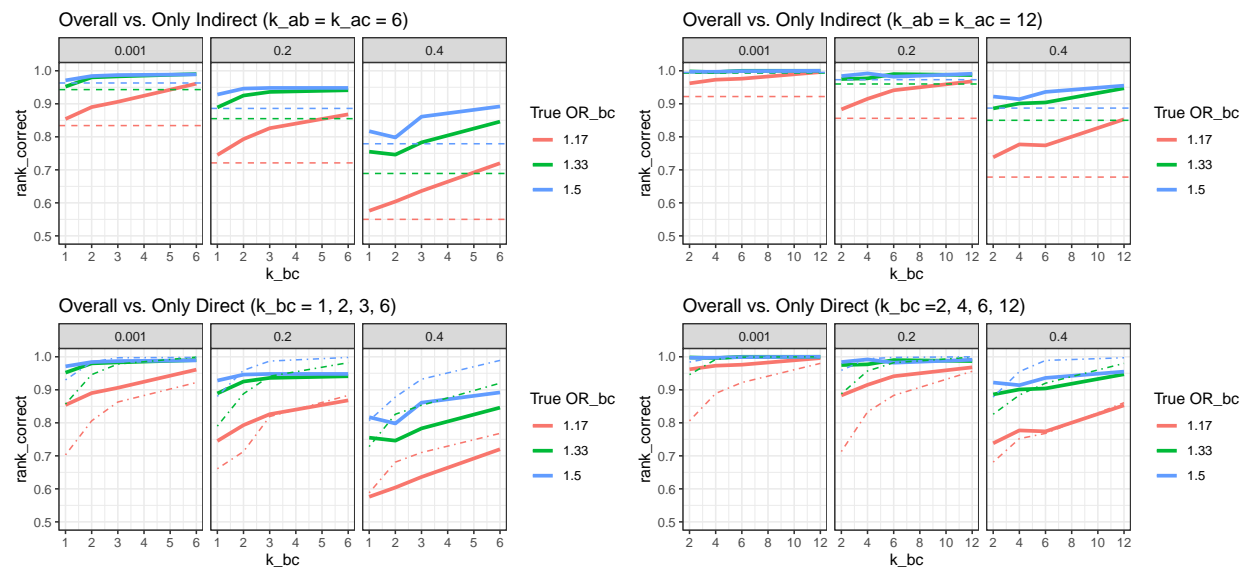 Overall vs. Only Indirect (k_ab = k_ac = 6)
0.001 0.2 0.4
1.0
0.9
0.8
0.7
0.6
0.5
rank_correct
1 2 3 4 5 6 1 2 3 4 5 6 1 2 3 4 5 6
k_bc
True OR_bc
1.17
1.33
1.5
Overall vs. Only Indirect (k_ab = k_ac = 12)
0.001 0.2 0.4
1.0
0.9
0.8
0.7
0.6
0.5
rank_correct
2 4 6 8 10 12 2 4 6 8 10 12 2 4 6 8 10 12
k_bc
True OR_bc
1.17
1.33
1.5
Overall vs. Only Direct (k_bc = 1, 2, 3, 6)
0.001 0.2 0.4
1.0
0.9
0.8
0.7
0.6
0.5
rank_correct
1 2 3 4 5 6 1 2 3 4 5 6 1 2 3 4 5 6
k_bc
True OR_bc
1.17
1.33
1.5
Overall vs. Only Direct (k_bc =2, 4, 6, 12)
0.001 0.2 0.4
1.0
0.9
0.8
0.7
0.6
0.5
rank_correct
2 4 6 8 10 12 2 4 6 8 10 12 2 4 6 8 10 12
k_bc
True OR_bc
1.17
1.33
1.5